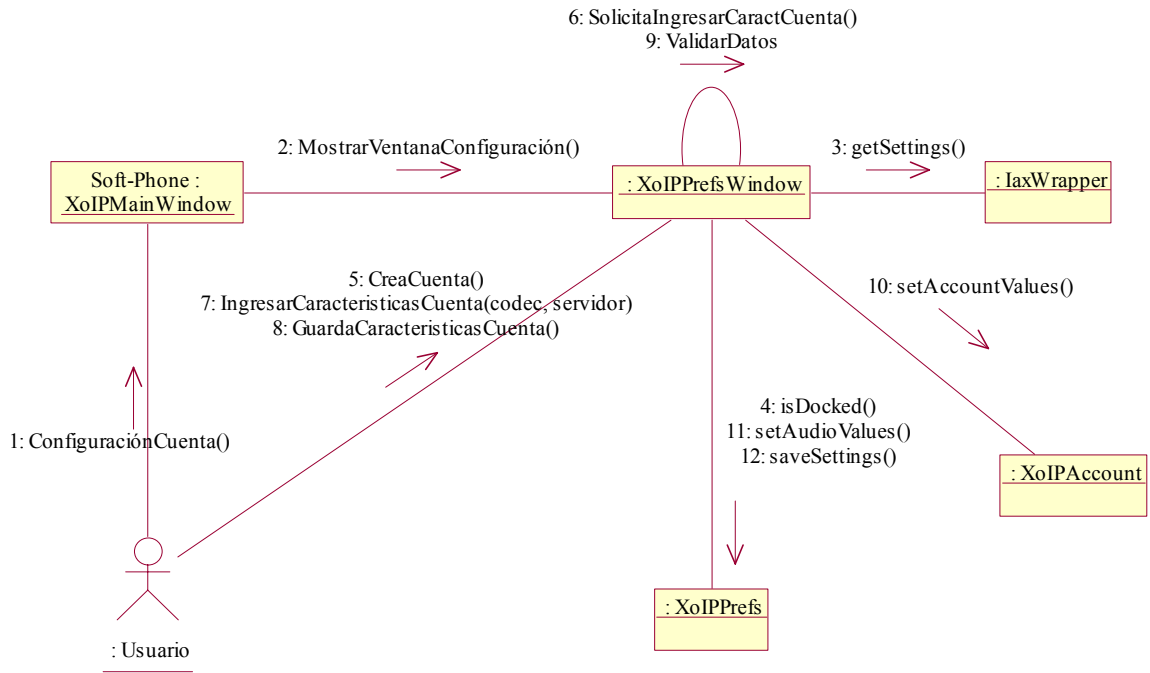 6: SolicitaIngresarCaractCuenta()
9: ValidarDatos
2: MostrarVentanaConfiguración()
3: getSettings()
Soft-Phone :
XoIPMainWindow
: XoIPPrefsWindow
: IaxWrapper
5: CreaCuenta()
7: IngresarCaracteristicasCuenta(codec, servidor)
8: GuardaCaracteristicasCuenta()
10: setAccountValues()
1: ConfiguraciónCuenta()
4: isDocked()
11: setAudioValues()
12: saveSettings()
: XoIPAccount
: XoIPPrefs
: Usuario